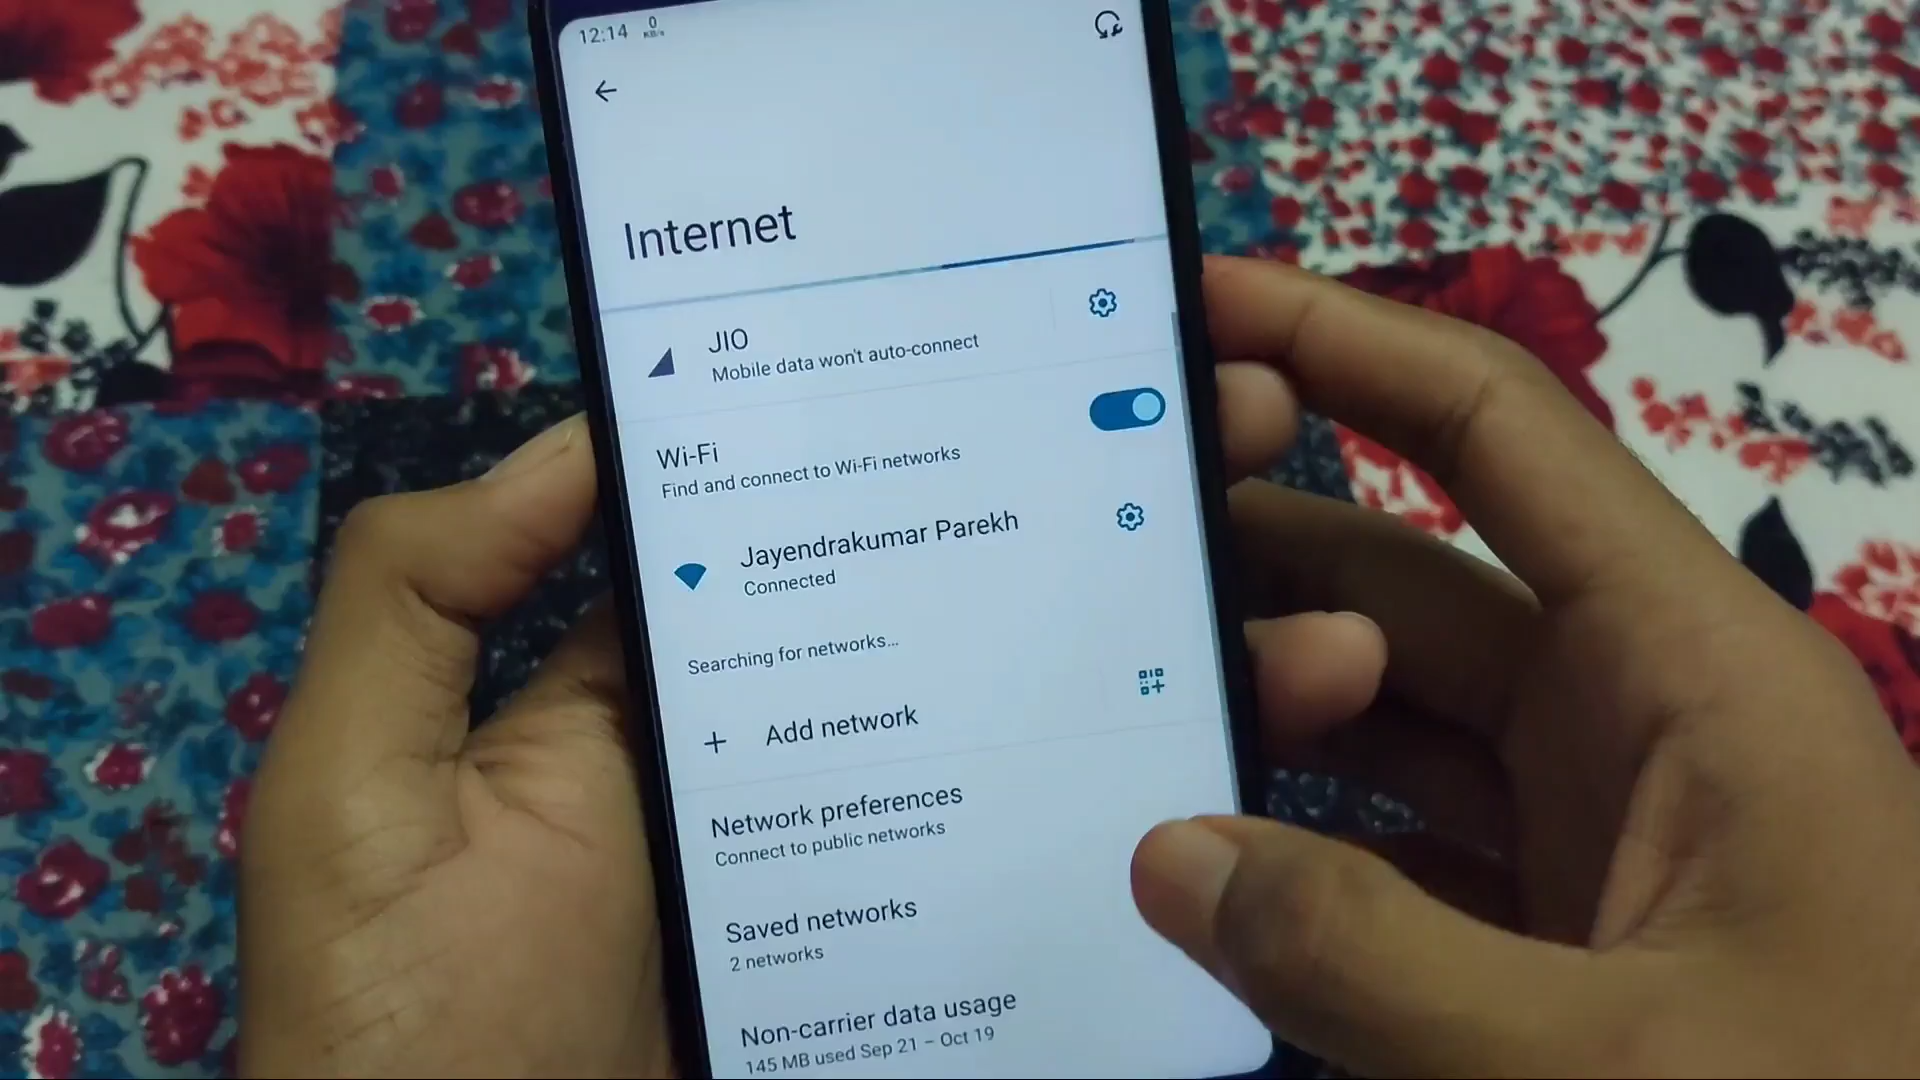 12:14 0 KB/s
Internet
JIO
Mobile data won't auto-connect
Wi-Fi
Find and connect to Wi-Fi networks
Jayendrakumar Parekh
Connected
Searching for networks…
Add network
Network preferences
Connect to public networks
Saved networks
2 networks
Non-carrier data usage
145 MB used Sep 21 – Oct 19